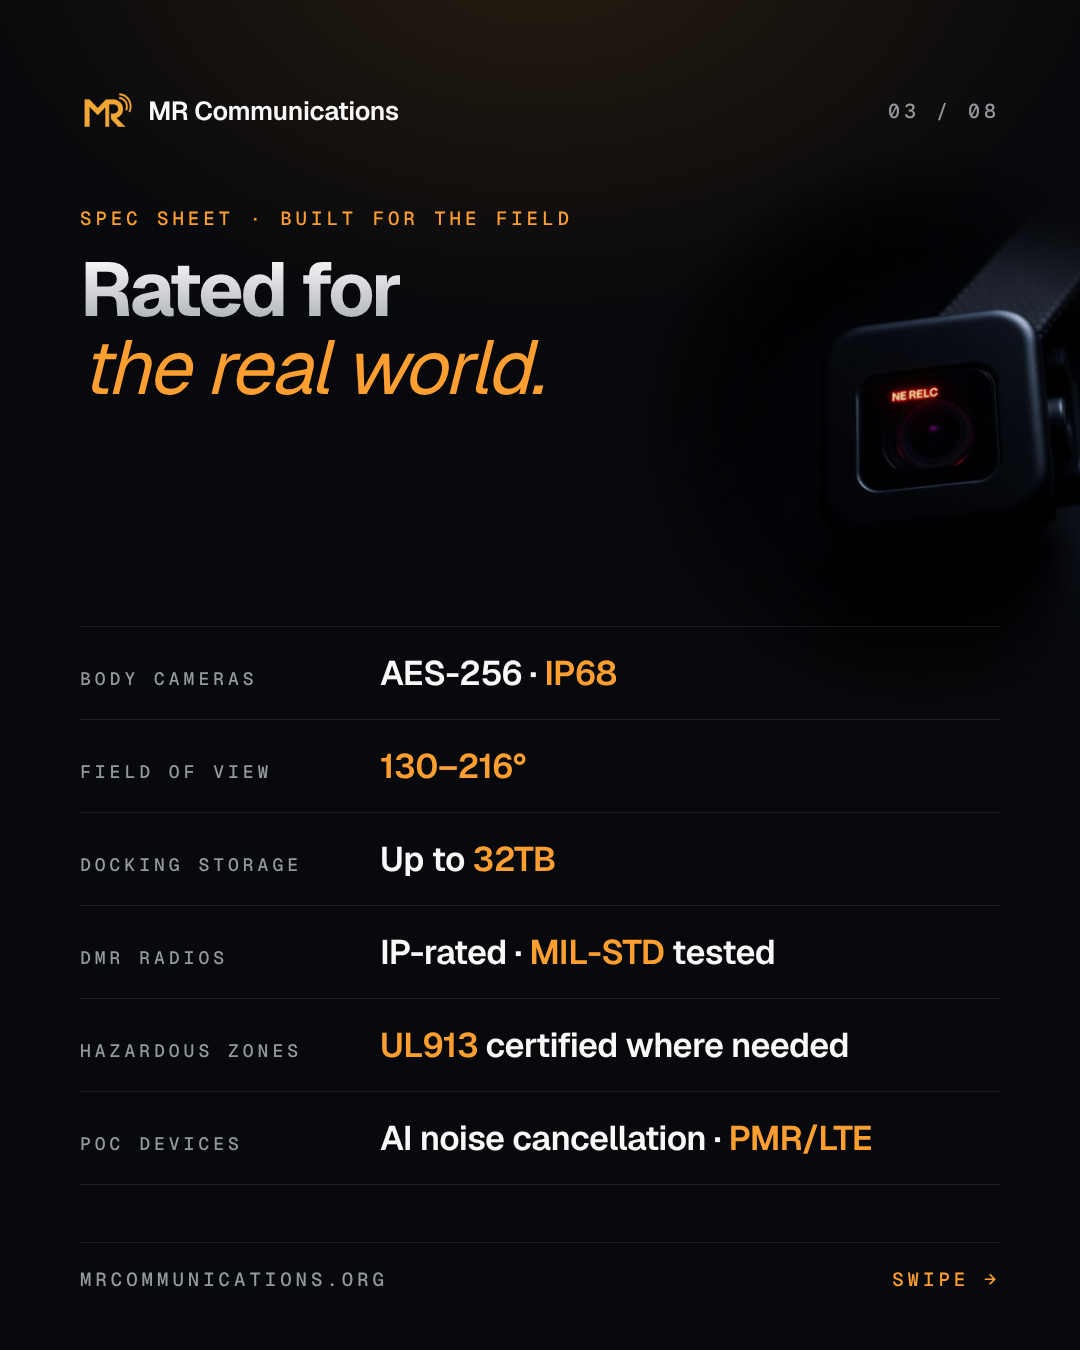 MR MR Communications
03 / 08
SPEC SHEET · BUILT FOR THE FIELD
Rated for
the real world.
NE RELC
BODY CAMERAS AES-256 · IP68
FIELD OF VIEW 130–216°
DOCKING STORAGE Up to 32TB
DMR RADIOS IP-rated · MIL-STD tested
HAZARDOUS ZONES UL913 certified where needed
POC DEVICES AI noise cancellation · PMR/LTE
MRCOMMUNICATIONS.ORG
SWIPE →